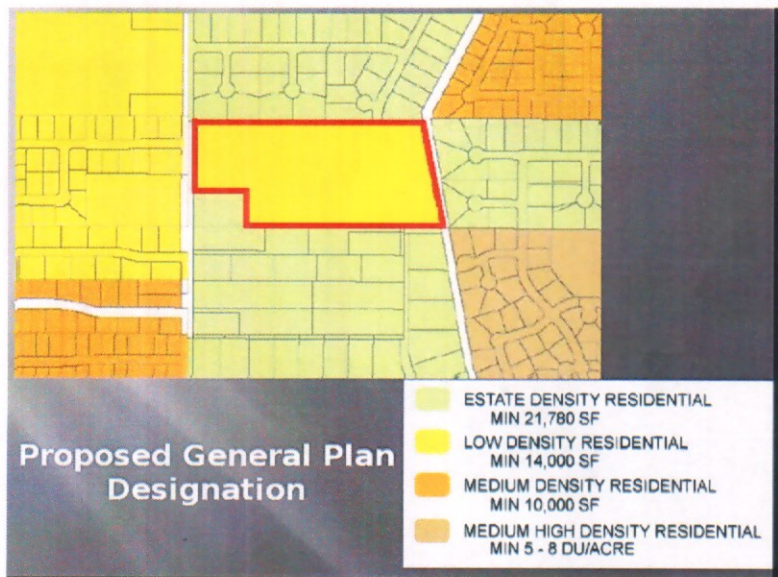 Proposed General Plan
Designation
ESTATE DENSITY RESIDENTIAL
MIN 21,780 SF
LOW DENSITY RESIDENTIAL
MIN 14,000 SF
MEDIUM DENSITY RESIDENTIAL
MIN 10,000 SF
MEDIUM HIGH DENSITY RESIDENTIAL
MIN 5 - 8 DU/ACRE